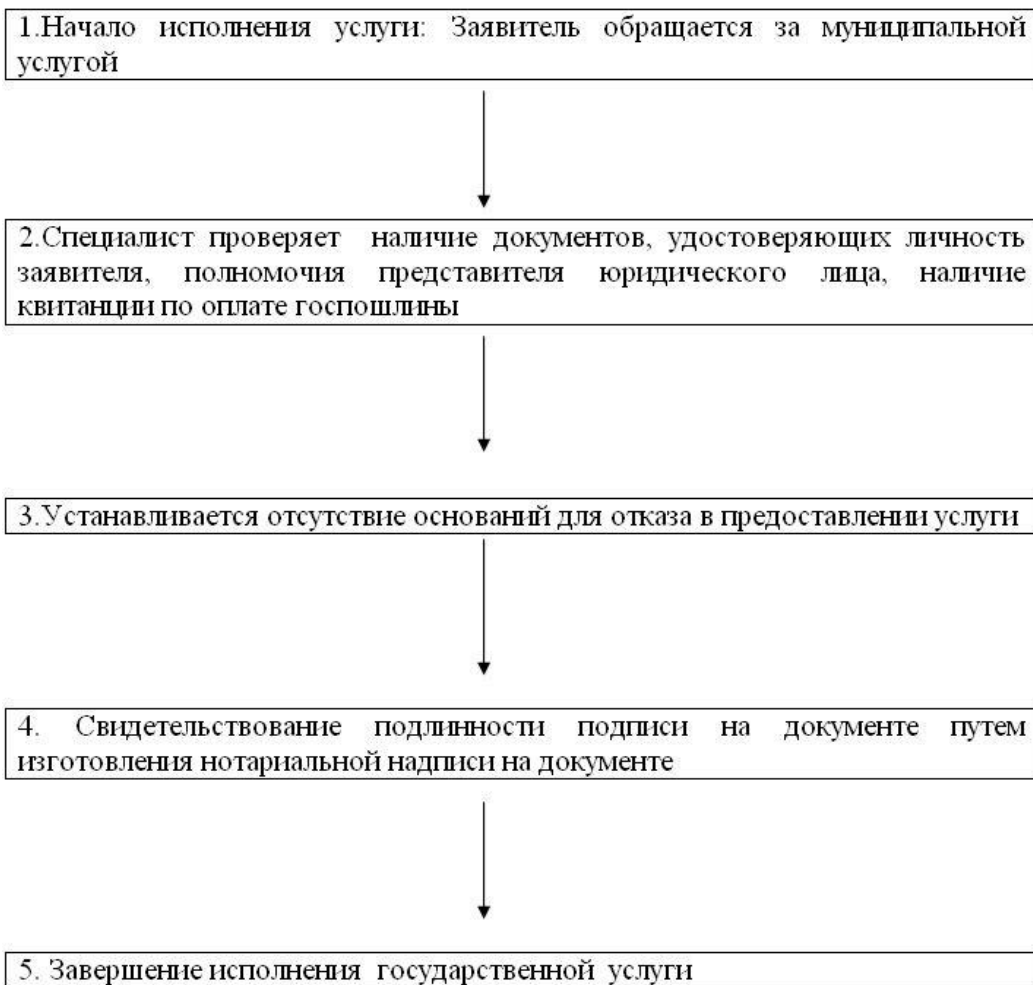 1.Начало исполнения услуги: Заявитель обращается за муниципальной
услугой
2.Специалист проверяет наличие документов, удостоверяющих личность
заявителя, полномочия представителя юридического лица, наличие
квитанции по оплате госпошлины
3.Устанавливается отсутствие оснований для отказа в предоставлении услуги
4. Свидетельствование подлинности подписи на документе путем
изготовления нотариальной надписи на документе
5. Завершение исполнения государственной услуги